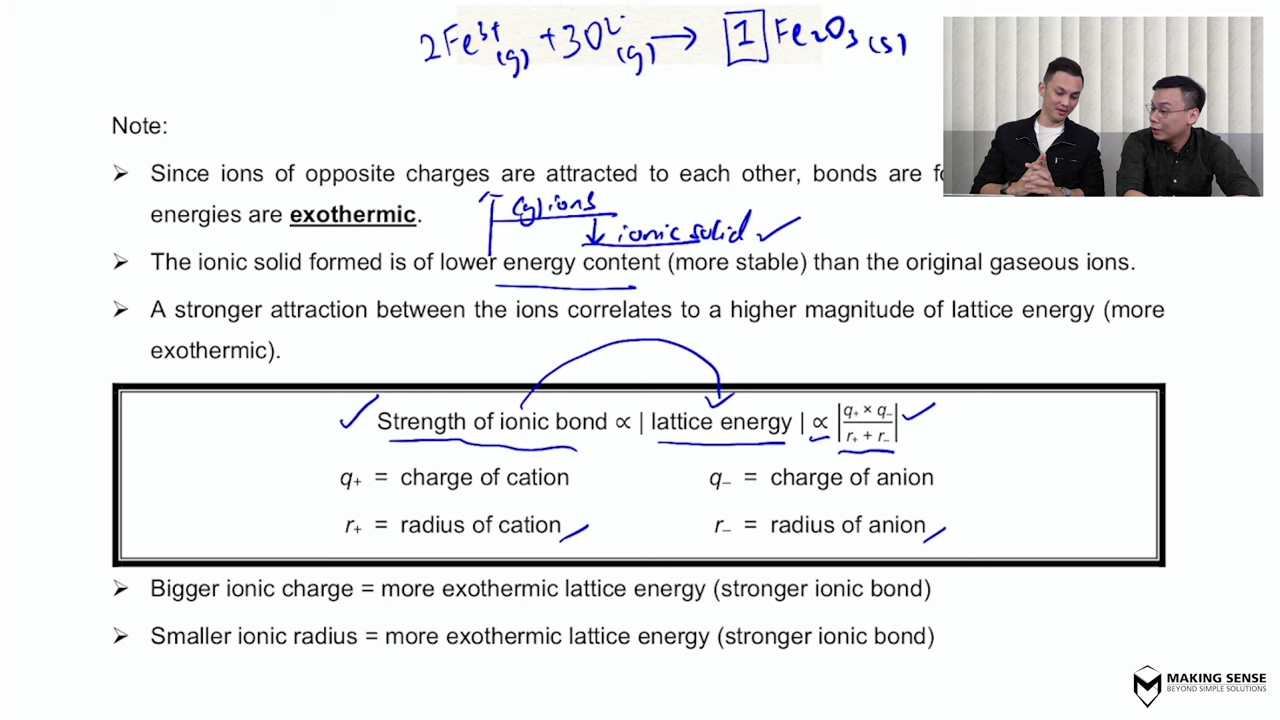 2Fe³⁺(g) + 3O²⁻(g) → 1 Fe₂O₃(s)
Note:
➢ Since ions of opposite charges are attracted to each other, bonds are
energies are exothermic.
(g) ions
↓ ionic solid ✓
➢ The ionic solid formed is of lower energy content (more stable) than the original gaseous ions.
➢ A stronger attraction between the ions correlates to a higher magnitude of lattice energy (more
exothermic).
✓ Strength of ionic bond ∝ | lattice energy | ∝ |q₊ × q₋ / r₊ + r₋| ✓
q₊ = charge of cation q₋ = charge of anion
r₊ = radius of cation r₋ = radius of anion
➢ Bigger ionic charge = more exothermic lattice energy (stronger ionic bond)
➢ Smaller ionic radius = more exothermic lattice energy (stronger ionic bond)
MAKING SENSE
BEYOND SIMPLE SOLUTIONS